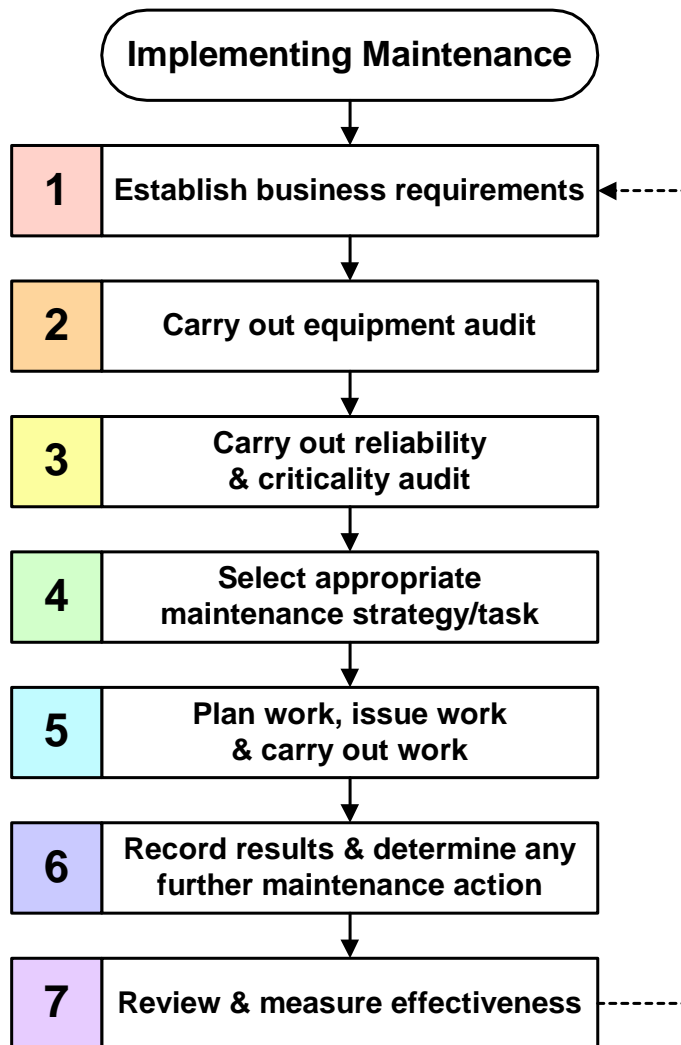 Implementing Maintenance
1
Establish business requirements
2
Carry out equipment audit
3
Carry out reliability
& criticality audit
4
Select appropriate
maintenance strategy/task
5
Plan work, issue work
& carry out work
6
Record results & determine any
further maintenance action
7
Review & measure effectiveness